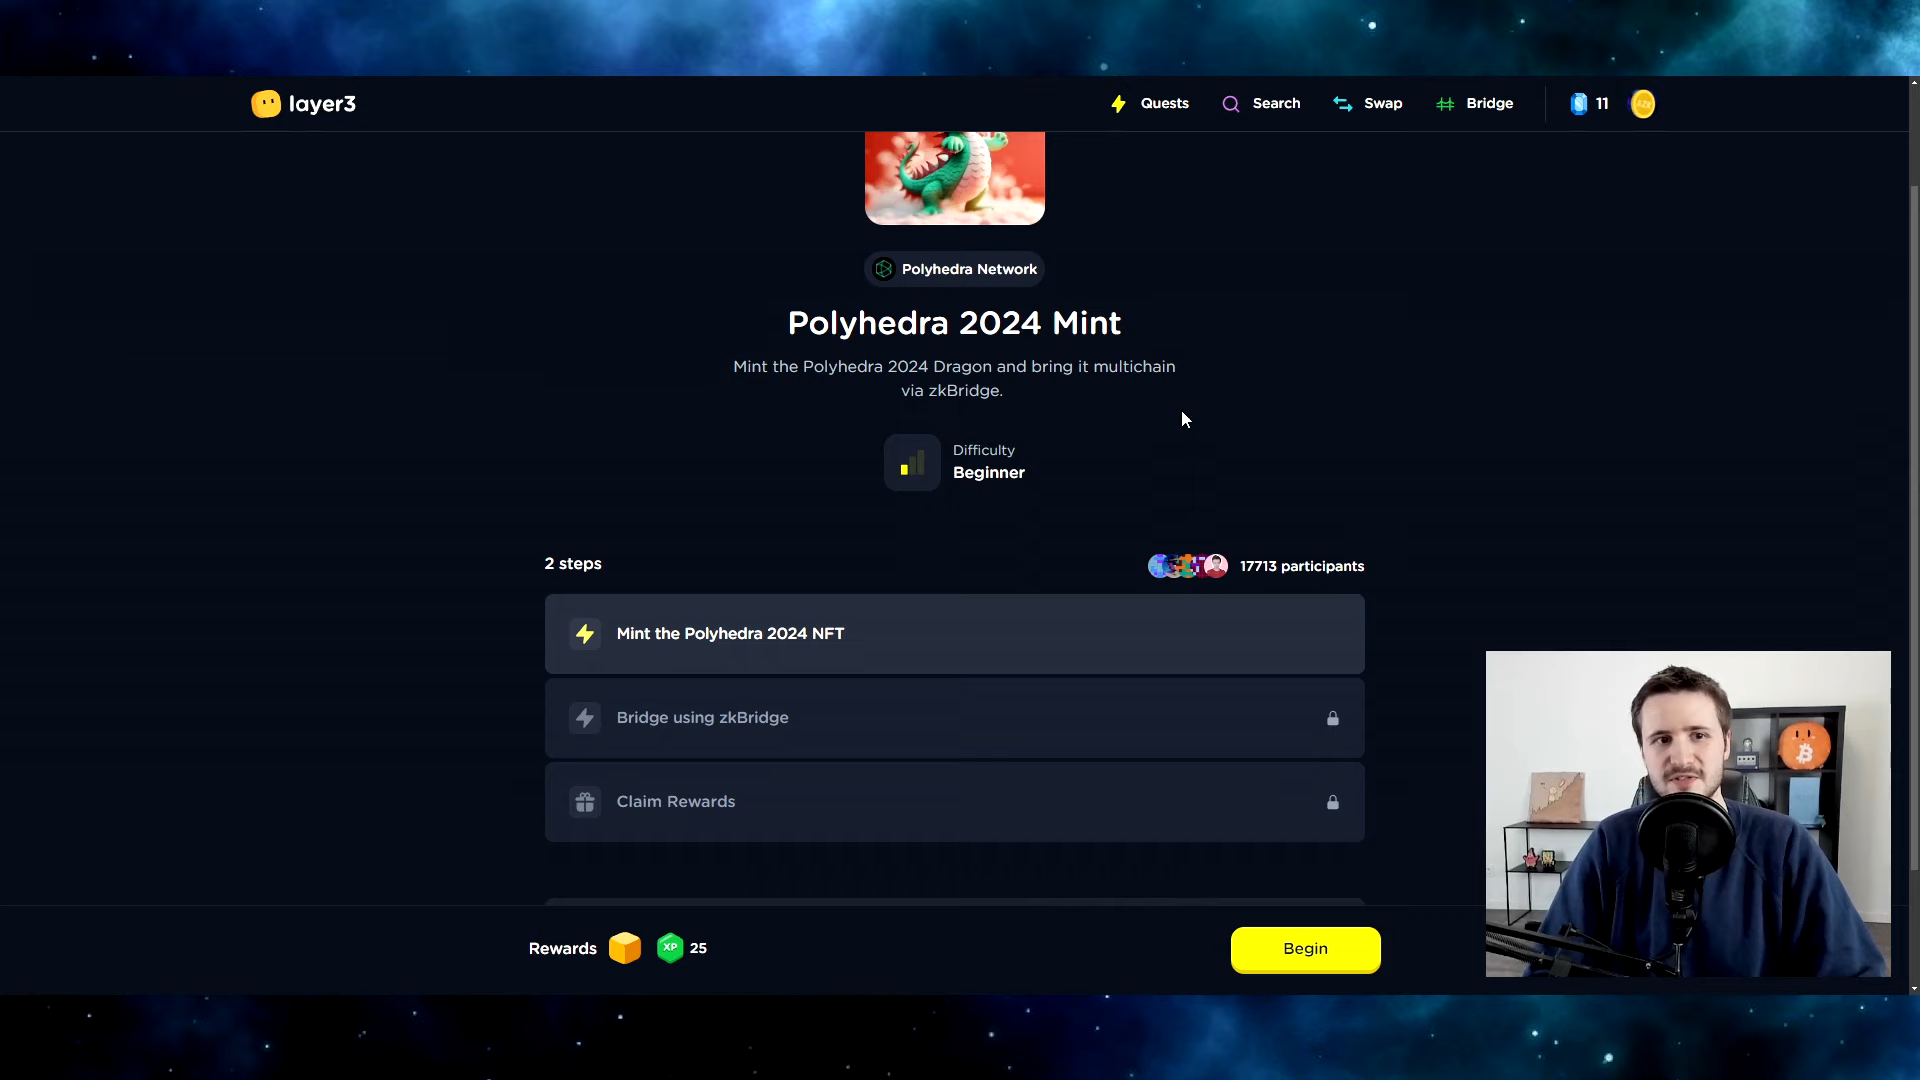 layer3
Quests
Search
Swap
Bridge
11
Polyhedra Network
Polyhedra 2024 Mint
Mint the Polyhedra 2024 Dragon and bring it multichain
via zkBridge.
Difficulty
Beginner
2 steps
17713 participants
Mint the Polyhedra 2024 NFT
Bridge using zkBridge
Claim Rewards
Rewards
XP
25
Begin